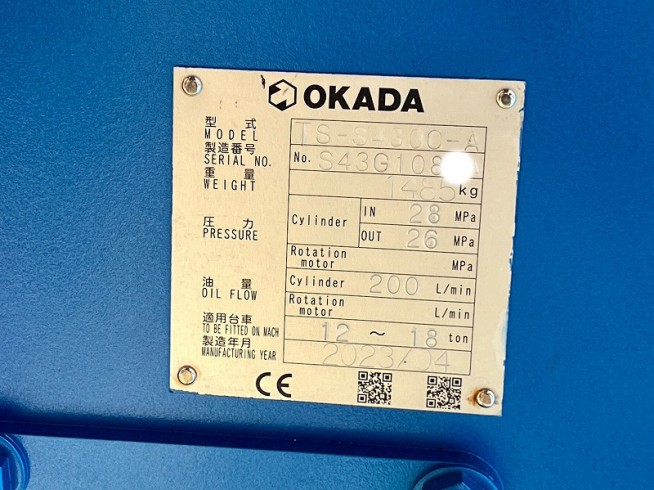 OKADA
型式
MODEL
製造番号
SERIAL NO. No. S43G108
重量
WEIGHT 1485 kg
圧力
PRESSURE
Cylinder IN 28 MPa
OUT 26 MPa
Rotation motor MPa
油量
OIL FLOW
Cylinder 200 L/min
Rotation motor L/min
適用台車
TO BE FITTED ON MACH 12 ~ 18 ton
製造年月
MANUFACTURING YEAR 2023/04
CE